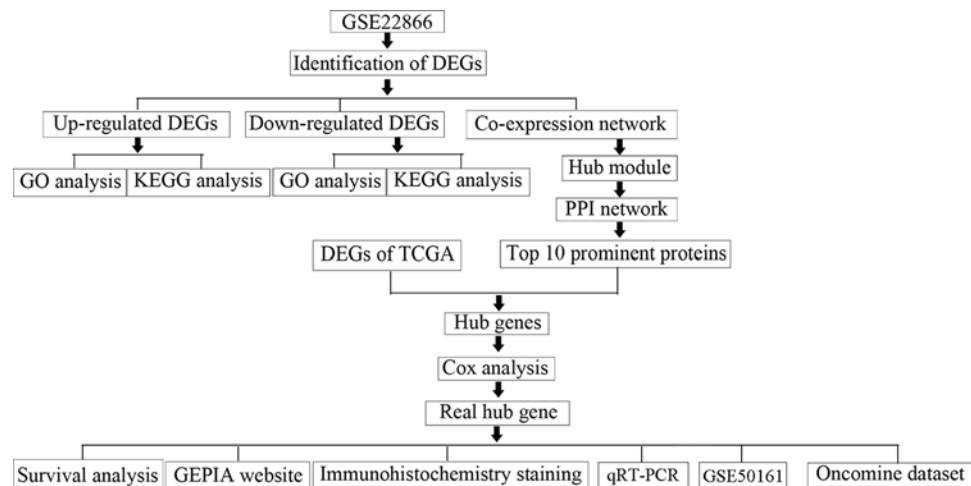 GSE22866
Identification of DEGs
Up-regulated DEGs
Down-regulated DEGs
Co-expression network
GO analysis
KEGG analysis
GO analysis
KEGG analysis
Hub module
PPI network
DEGs of TCGA
Top 10 prominent proteins
Hub genes
Cox analysis
Real hub gene
Survival analysis
GEPIA website
Immunohistochemistry staining
qRT-PCR
GSE50161
Oncomine dataset